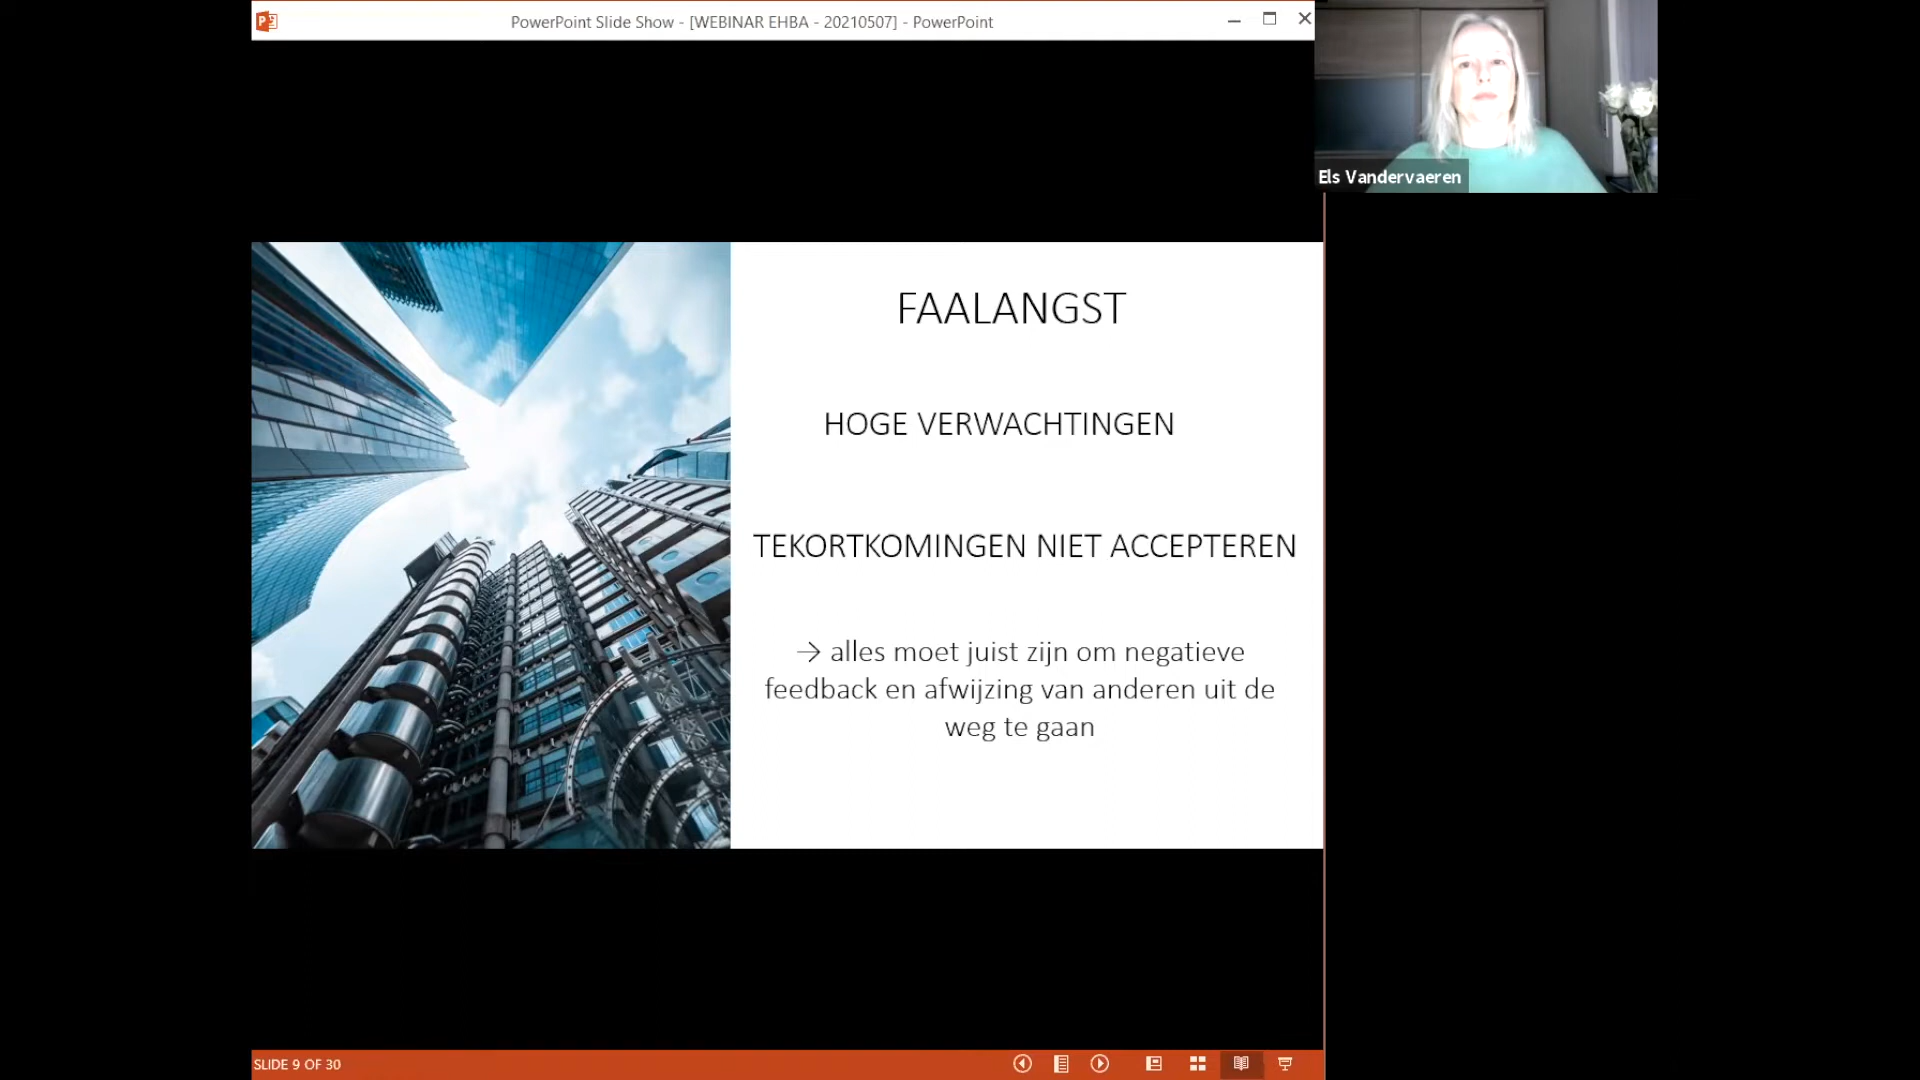 PowerPoint Slide Show - [WEBINAR EHBA - 20210507] - PowerPoint
Els Vandervaeren
FAALANGST
HOGE VERWACHTINGEN
TEKORTKOMINGEN NIET ACCEPTEREN
→ alles moet juist zijn om negatieve
feedback en afwijzing van anderen uit de
weg te gaan
SLIDE 9 OF 30